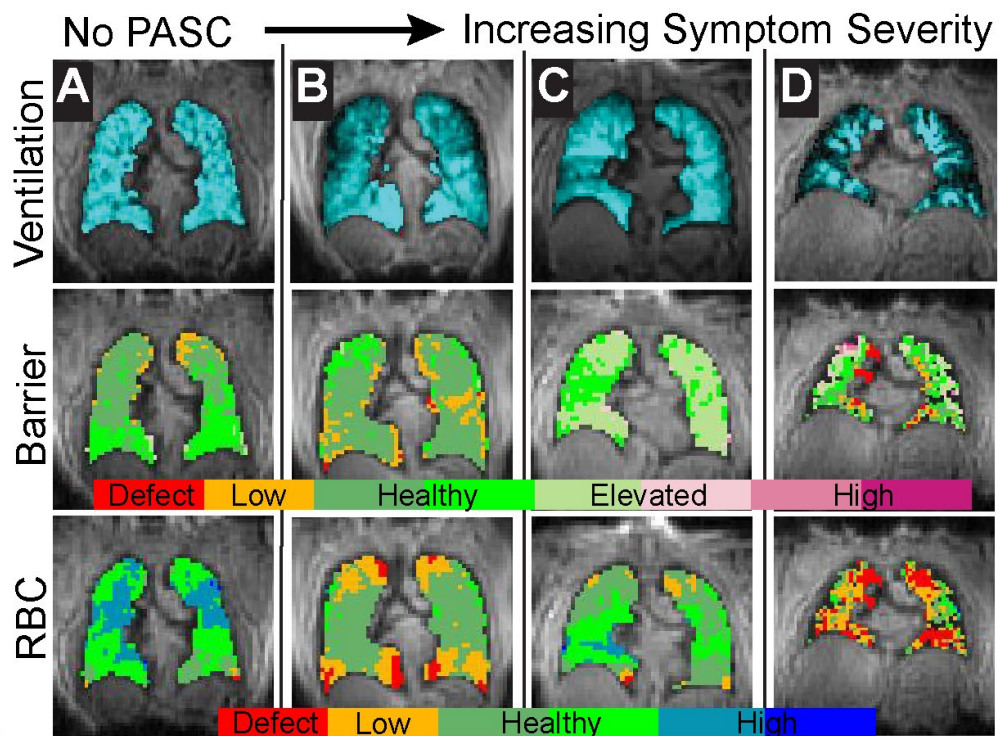 No PASC Increasing Symptom Severity
A B C D
Ventilation
Barrier
Defect Low Healthy Elevated High
RBC
Defect Low Healthy High